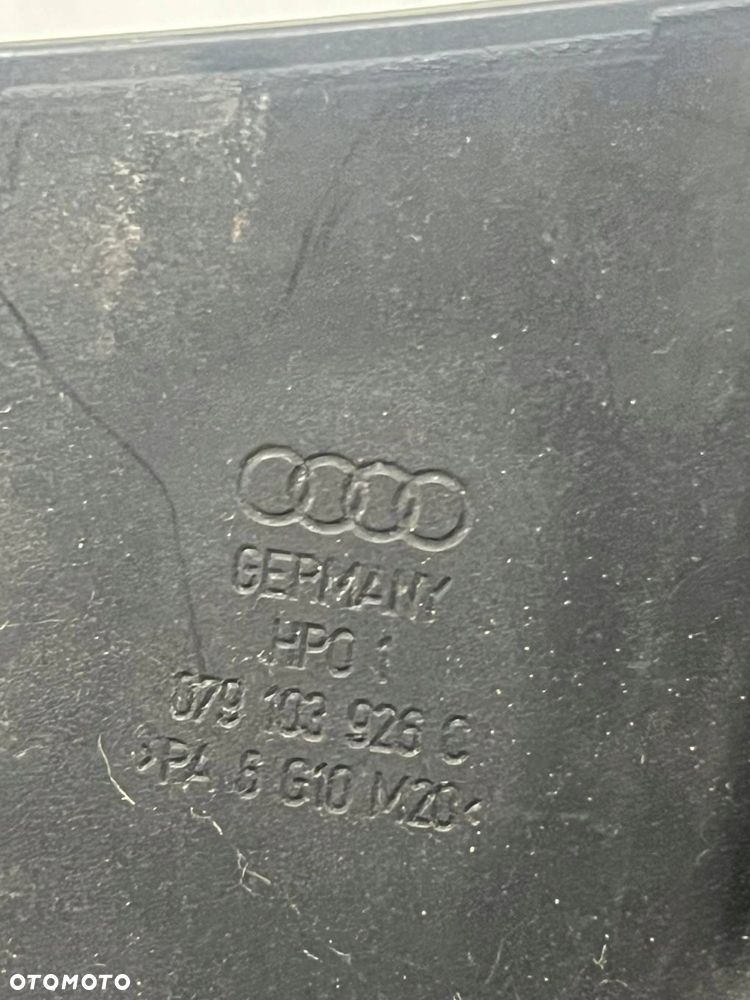 GERMANY
HPO 1
079 103 926 C
>PA 6 G10 M20<
OTOMOTO